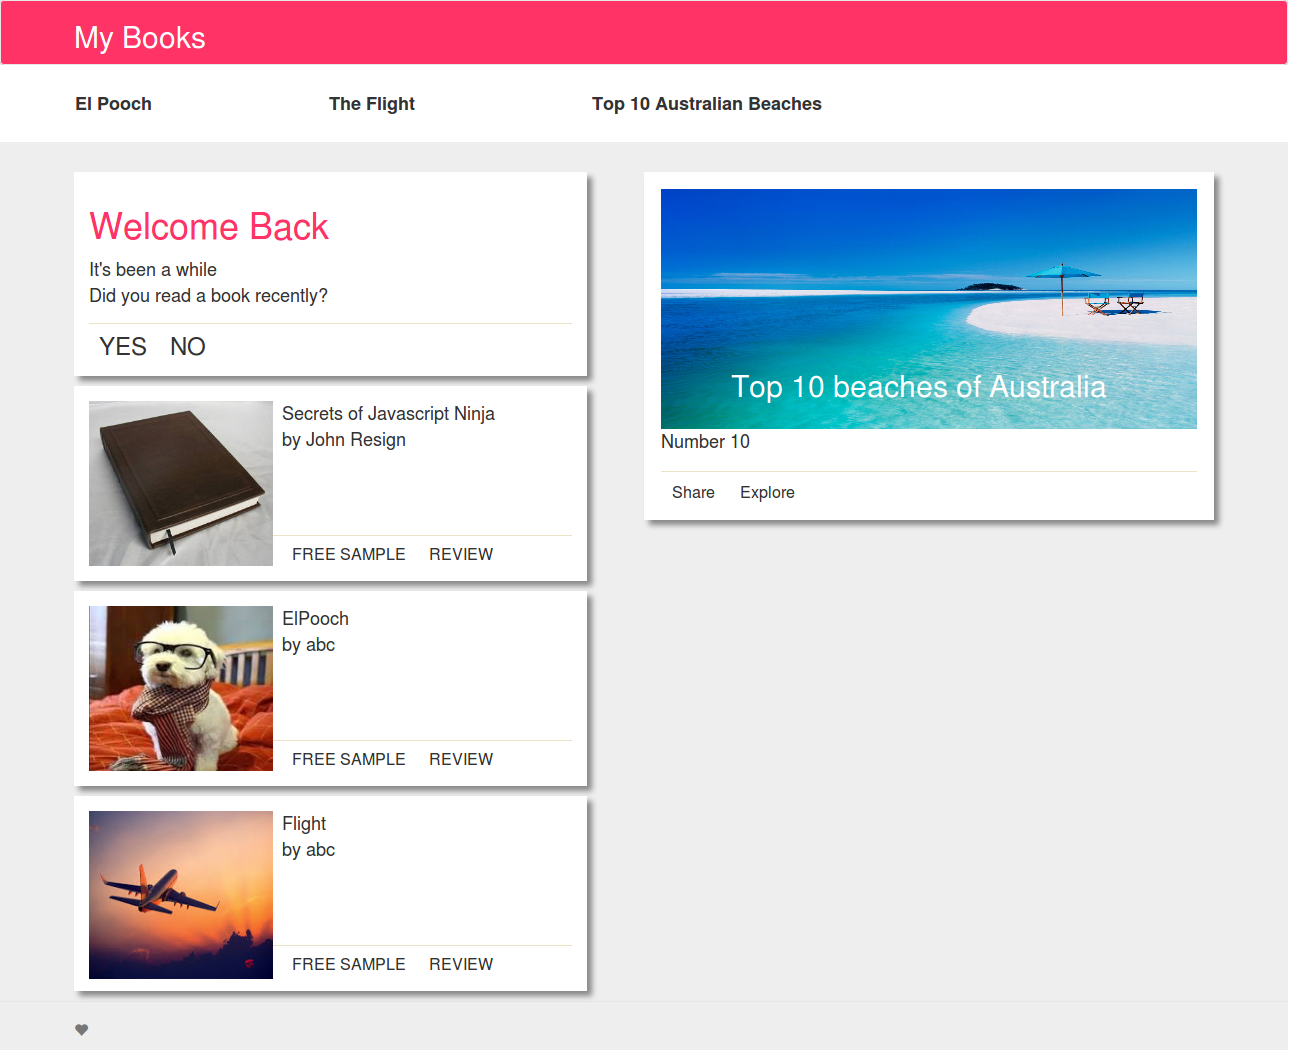 My Books
El Pooch
The Flight
Top 10 Australian Beaches
Welcome Back
It's been a while
Did you read a book recently?
YES NO
Secrets of Javascript Ninja
by John Resign
FREE SAMPLE REVIEW
ElPooch
by abc
FREE SAMPLE REVIEW
Flight
by abc
FREE SAMPLE REVIEW
Top 10 beaches of Australia
Number 10
Share Explore